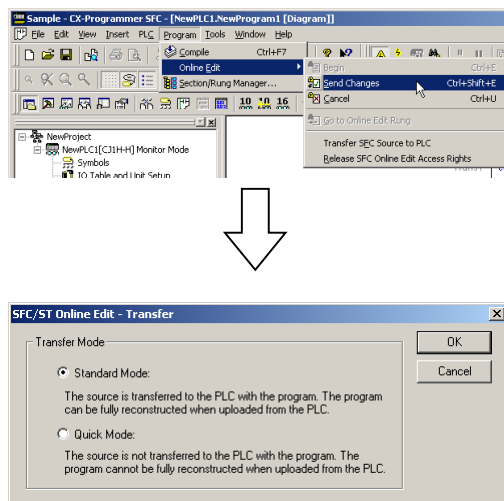 Sample - CX-Programmer SFC - [NewPLC1.NewProgram1 [Diagram]]
File Edit View Insert PLC Program Tools Window Help
Compile Ctrl+F7
Online Edit
Section/Rung Manager...
Begin Ctrl+E
Send Changes Ctrl+Shift+E
Cancel Ctrl+U
Go to Online Edit Rung
Transfer SFC Source to PLC
Release SFC Online Edit Access Rights
10 10 16
NewProject
NewPLC1[CJ1H-H] Monitor Mode
Symbols
IO Table and Unit Setup
SFC/ST Online Edit - Transfer
Transfer Mode
Standard Mode:
The source is transferred to the PLC with the program. The program
can be fully reconstructed when uploaded from the PLC.
Quick Mode:
The source is not transferred to the PLC with the program. The
program cannot be fully reconstructed when uploaded from the PLC.
OK
Cancel